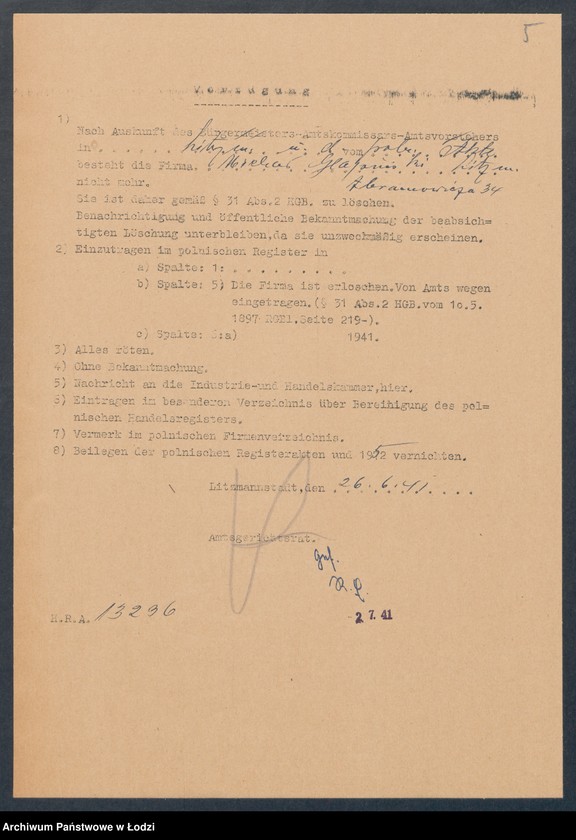 5
1)
Nach Auskunft des Bürgermeisters-Amtskommissars-Amtsvorstehers
in. . . . . . . u. d. vom
besteht die Firma.
nicht mehr. Abramowicza 34
Sie ist daher gemäß § 31 Abs.2 HGB. zu löschen.
Benachrichtigung und öffentliche Bekanntmachung der beabsich=
tigten Löschung unterbleiben,da sie unzweckmäßig erscheinen.
2) Einzutragen im polnischen Register in
a) Spalte: 1: . . . . . . . . . .
b) Spalte: 5) Die Firma ist erloschen.Von Amts wegen
eingetragen.(§ 31 Abs.2 HGB.vom 1o.5.
1897 RGBl.Seite 219-).
c) Spalte: 6:a) 1941.
3) Alles röten.
4) Ohne Bekanntmachung.
5) Nachricht an die Industrie-und Handelskammer,hier.
6) Eintragen im besonderen Verzeichnis über Bereinigung des pol=
nischen Handelsregisters.
7) Vermerk im polnischen Firmenverzeichnis.
8) Beilegen der polnischen Registerakten und 1952 vernichten.
Litzmannstadt,den 26.6.41. . . . .
Amtsgerichtsrat.
gef.
- 2. 7. 41
H.R.A. 13296
Archiwum Państwowe w Łodzi